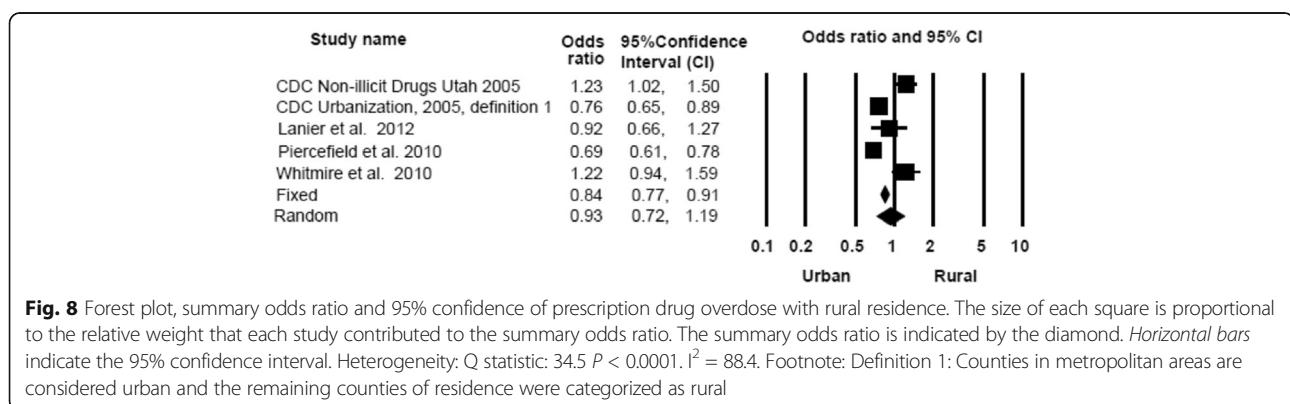 Study name Odds ratio 95%Confidence Interval (CI) Odds ratio and 95% CI
CDC Non-illicit Drugs Utah 2005 1.23 1.02, 1.50
CDC Urbanization, 2005, definition 1 0.76 0.65, 0.89
Lanier et al. 2012 0.92 0.66, 1.27
Piercefield et al. 2010 0.69 0.61, 0.78
Whitmire et al. 2010 1.22 0.94, 1.59
Fixed 0.84 0.77, 0.91
Random 0.93 0.72, 1.19
0.1 0.2 0.5 1 2 5 10
Urban Rural
Fig. 8 Forest plot, summary odds ratio and 95% confidence of prescription drug overdose with rural residence. The size of each square is proportional
to the relative weight that each study contributed to the summary odds ratio. The summary odds ratio is indicated by the diamond. Horizontal bars
indicate the 95% confidence interval. Heterogeneity: Q statistic: 34.5 P < 0.0001. I² = 88.4. Footnote: Definition 1: Counties in metropolitan areas are
considered urban and the remaining counties of residence were categorized as rural